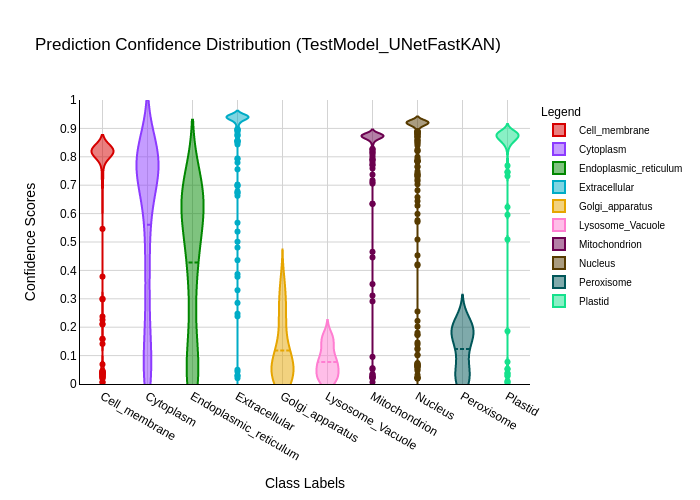 Prediction Confidence Distribution (TestModel_UNetFastKAN)
Legend
Cell_membrane
Cytoplasm
Endoplasmic_reticulum
Extracellular
Golgi_apparatus
Lysosome_Vacuole
Mitochondrion
Nucleus
Peroxisome
Plastid
Confidence Scores
1
0.9
0.8
0.7
0.6
0.5
0.4
0.3
0.2
0.1
0
Cell_membrane
Cytoplasm
Endoplasmic_reticulum
Extracellular
Golgi_apparatus
Lysosome_Vacuole
Mitochondrion
Nucleus
Peroxisome
Plastid
Class Labels